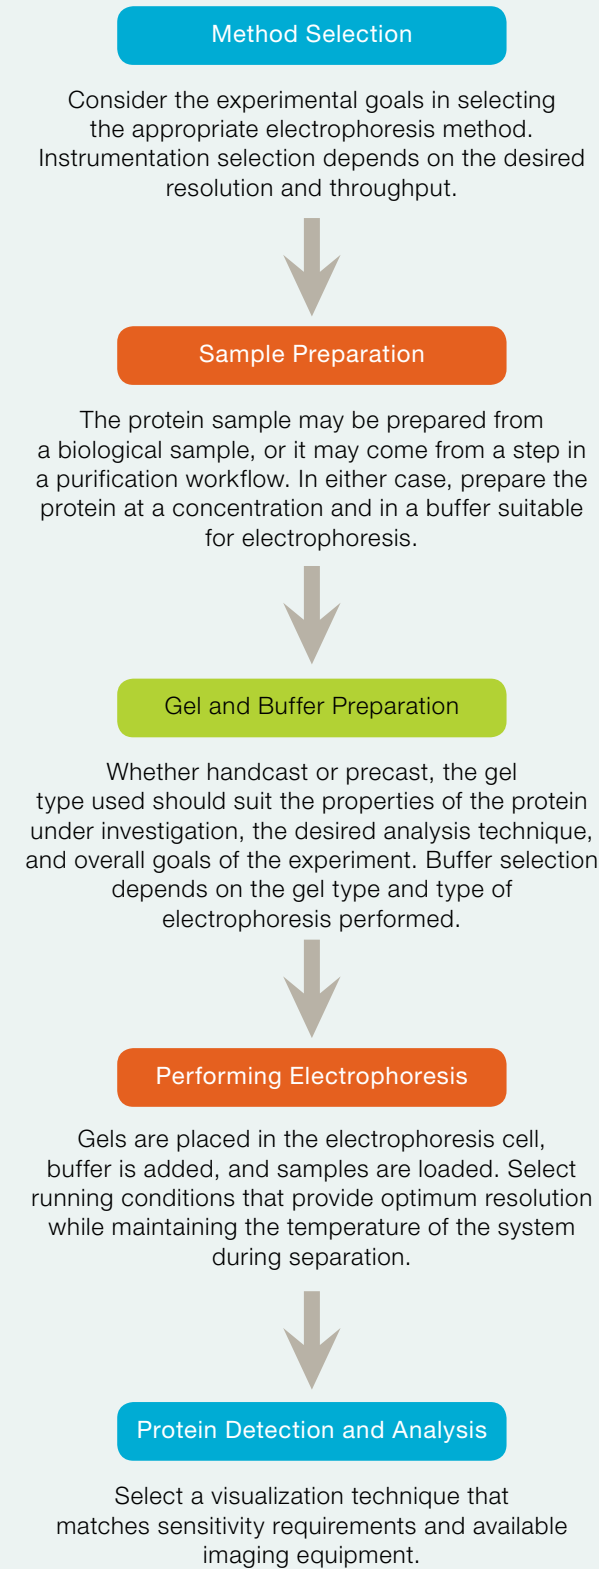 Method Selection
Consider the experimental goals in selecting
the appropriate electrophoresis method.
Instrumentation selection depends on the desired
resolution and throughput.
Sample Preparation
The protein sample may be prepared from
a biological sample, or it may come from a step in
a purification workflow. In either case, prepare the
protein at a concentration and in a buffer suitable
for electrophoresis.
Gel and Buffer Preparation
Whether handcast or precast, the gel
type used should suit the properties of the protein
under investigation, the desired analysis technique,
and overall goals of the experiment. Buffer selection
depends on the gel type and type of
electrophoresis performed.
Performing Electrophoresis
Gels are placed in the electrophoresis cell,
buffer is added, and samples are loaded. Select
running conditions that provide optimum resolution
while maintaining the temperature of the system
during separation.
Protein Detection and Analysis
Select a visualization technique that
matches sensitivity requirements and available
imaging equipment.